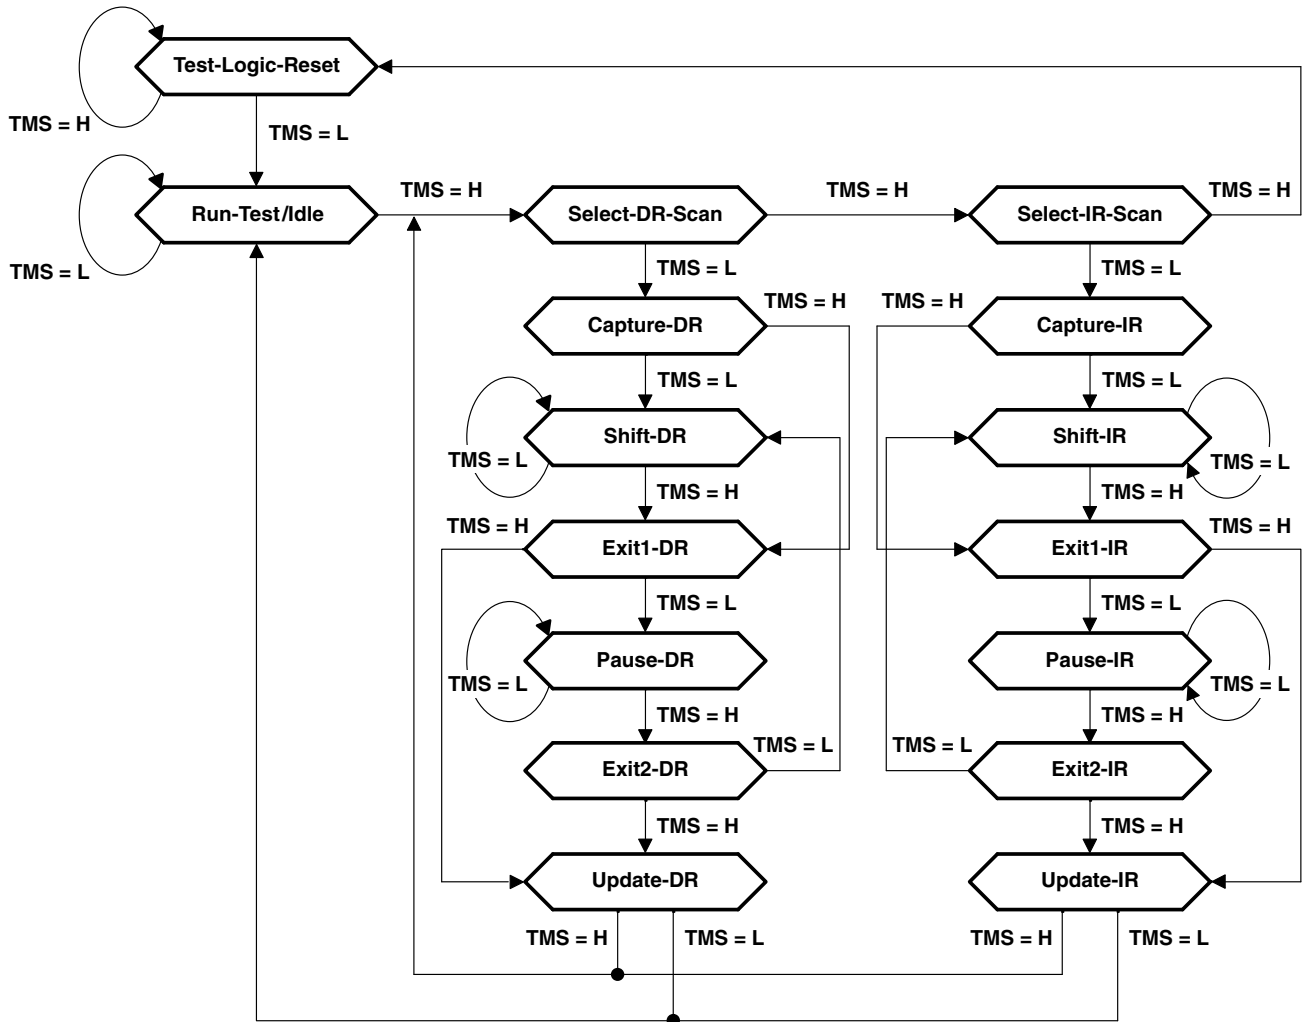 Test-Logic-Reset
TMS = H
TMS = L
TMS = H
TMS = H
TMS = H
Run-Test/Idle
Select-DR-Scan
Select-IR-Scan
TMS = L
TMS = L
TMS = L
TMS = H
TMS = H
Capture-DR
Capture-IR
TMS = L
TMS = L
Shift-DR
Shift-IR
TMS = L
TMS = L
TMS = H
TMS = H
TMS = H
TMS = H
Exit1-DR
Exit1-IR
TMS = L
TMS = L
Pause-DR
Pause-IR
TMS = L
TMS = L
TMS = H
TMS = H
TMS = L
TMS = L
Exit2-DR
Exit2-IR
TMS = H
TMS = H
Update-DR
Update-IR
TMS = H
TMS = L
TMS = H
TMS = L